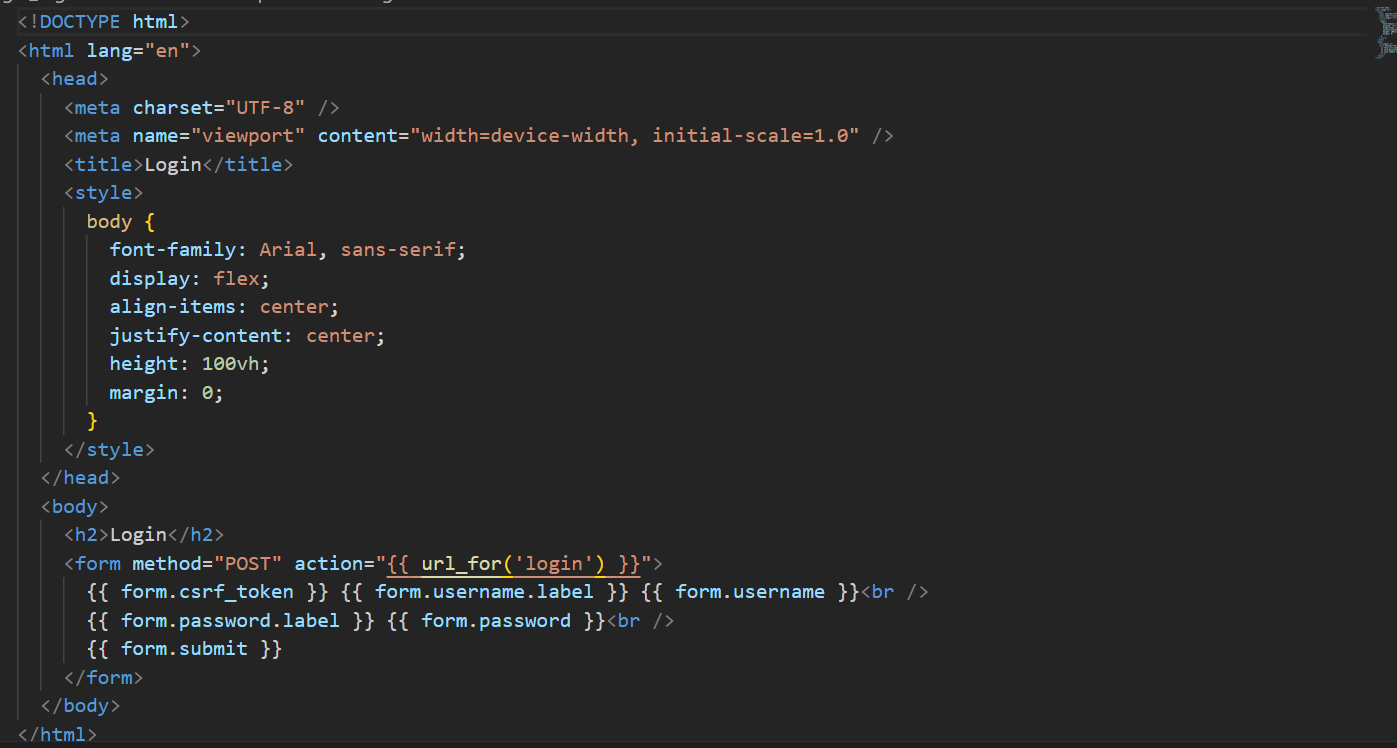 <!DOCTYPE html>
<html lang="en">
  <head>
    <meta charset="UTF-8" />
    <meta name="viewport" content="width=device-width, initial-scale=1.0" />
    <title>Login</title>
    <style>
      body {
        font-family: Arial, sans-serif;
        display: flex;
        align-items: center;
        justify-content: center;
        height: 100vh;
        margin: 0;
      }
    </style>
  </head>
  <body>
    <h2>Login</h2>
    <form method="POST" action="{{ url_for('login') }}">
      {{ form.csrf_token }} {{ form.username.label }} {{ form.username }}<br />
      {{ form.password.label }} {{ form.password }}<br />
      {{ form.submit }}
    </form>
  </body>
</html>